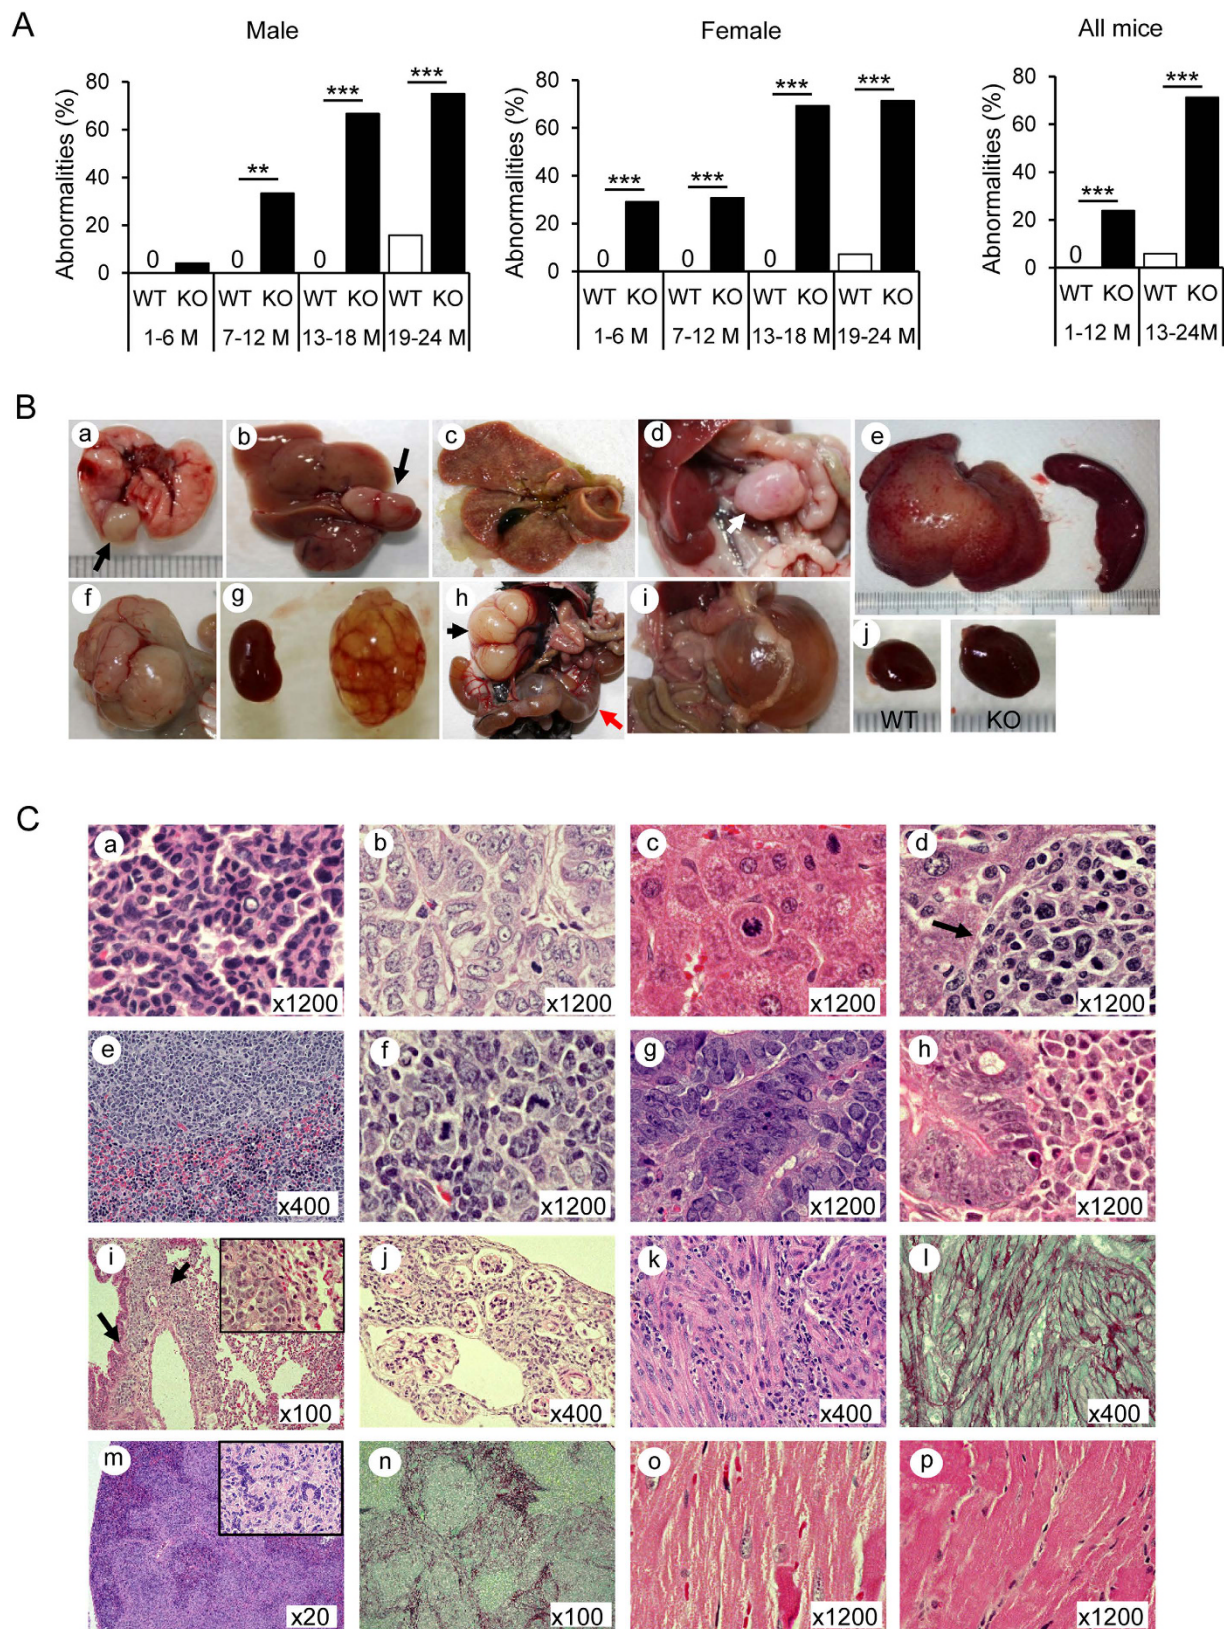 A
Male
Female
All mice
Abnormalities (%)
80
60
40
20
0
0
0
**
0
***
***
WT KO WT KO WT KO WT KO
1-6 M 7-12 M 13-18 M 19-24 M
Abnormalities (%)
80
60
40
20
0
***
0
***
0
***
0
***
WT KO WT KO WT KO WT KO
1-6 M 7-12 M 13-18 M 19-24 M
Abnormalities (%)
80
60
40
20
0
***
0
***
WT KO WT KO
1-12 M 13-24M
B
a b c d e
f g h i j
WT KO
C
a b c d
x1200 x1200 x1200 x1200
e f g h
x400 x1200 x1200 x1200
i j k l
x100 x400 x400 x400
m n o p
x20 x100 x1200 x1200